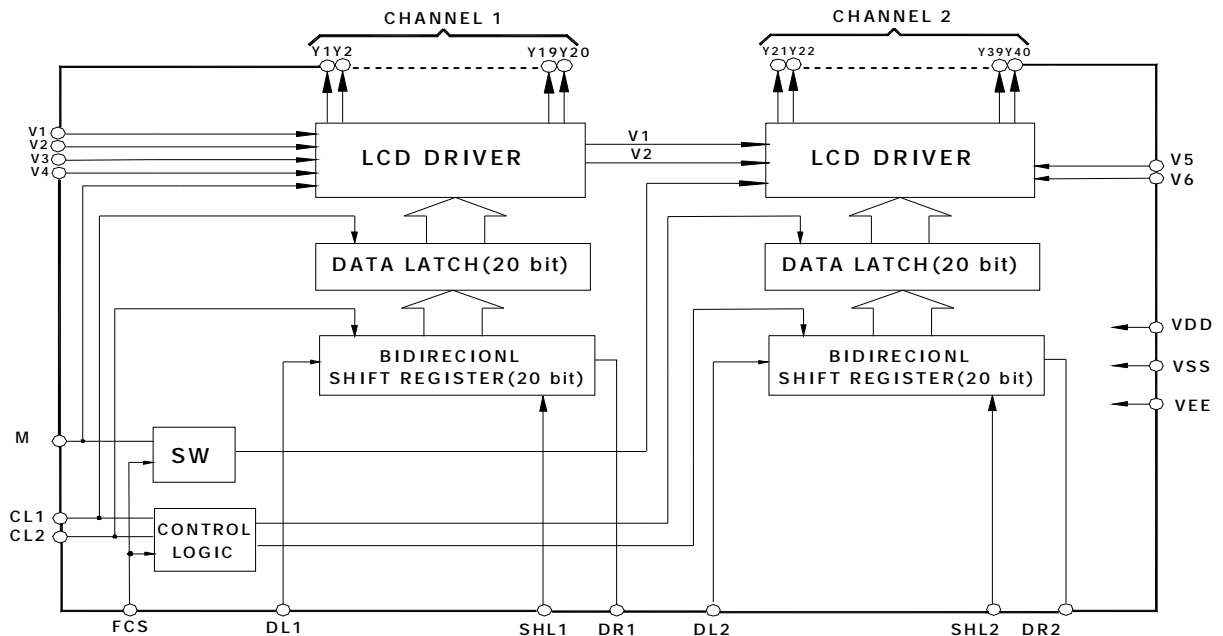 CHANNEL 1
CHANNEL 2
Y1Y2
Y19Y20
Y21Y22
Y39Y40
V1
V2
V3
V4
LCD DRIVER
V1
V2
LCD DRIVER
V5
V6
DATA LATCH(20 bit)
DATA LATCH(20 bit)
BIDIRECIONL
SHIFT REGISTER(20 bit)
BIDIRECIONL
SHIFT REGISTER(20 bit)
VDD
VSS
VEE
M
SW
CL1
CL2
CONTROL
LOGIC
FCS
DL1
SHL1
DR1
DL2
SHL2
DR2